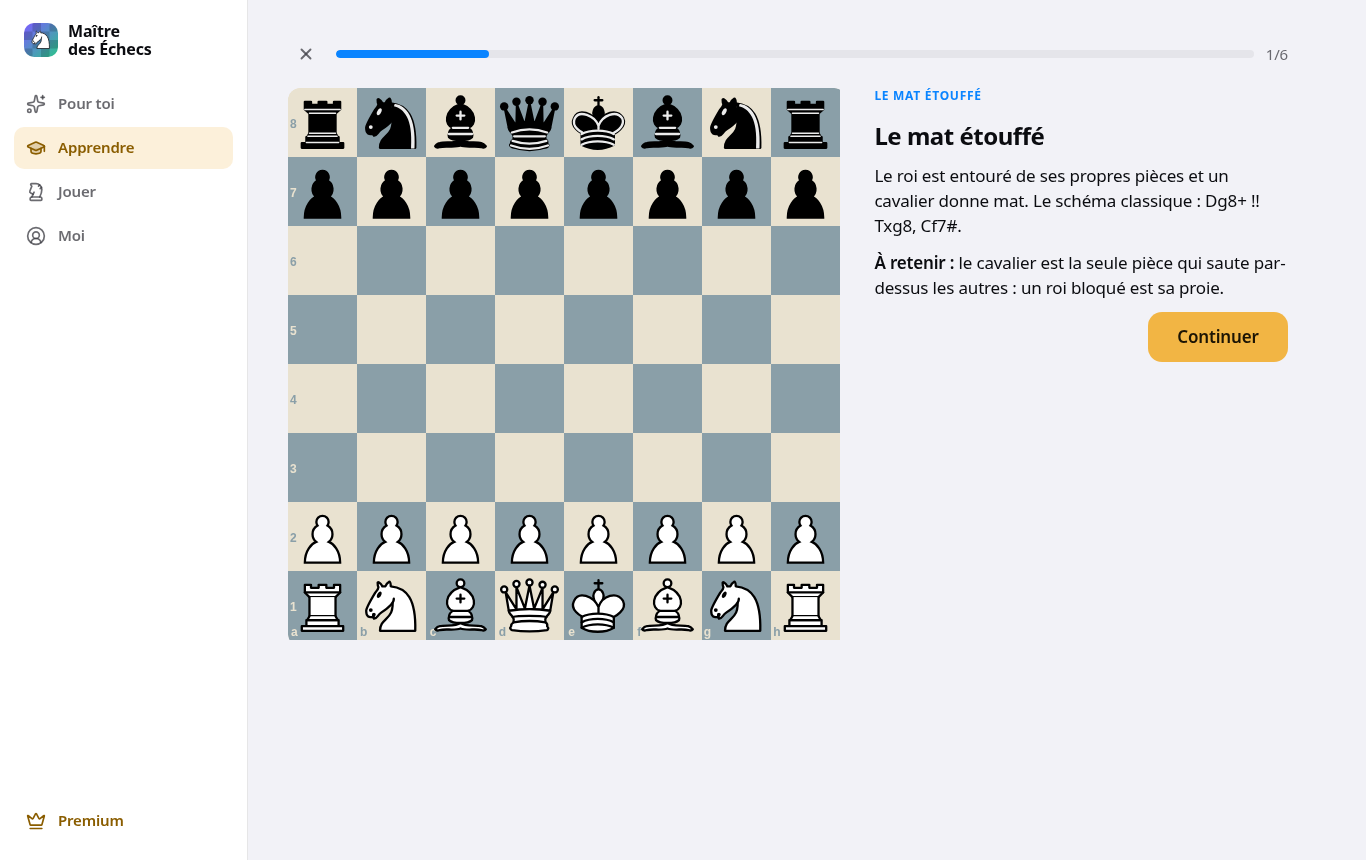 Maître
des Échecs
Pour toi
Apprendre
Jouer
Moi
Premium
1/6
8
7
6
5
4
3
2
1
a
b
c
d
e
f
g
h
LE MAT ÉTOUFFÉ
Le mat étouffé
Le roi est entouré de ses propres pièces et un
cavalier donne mat. Le schéma classique : Dg8+ !!
Txg8, Cf7#.
À retenir : le cavalier est la seule pièce qui saute par-
dessus les autres : un roi bloqué est sa proie.
Continuer